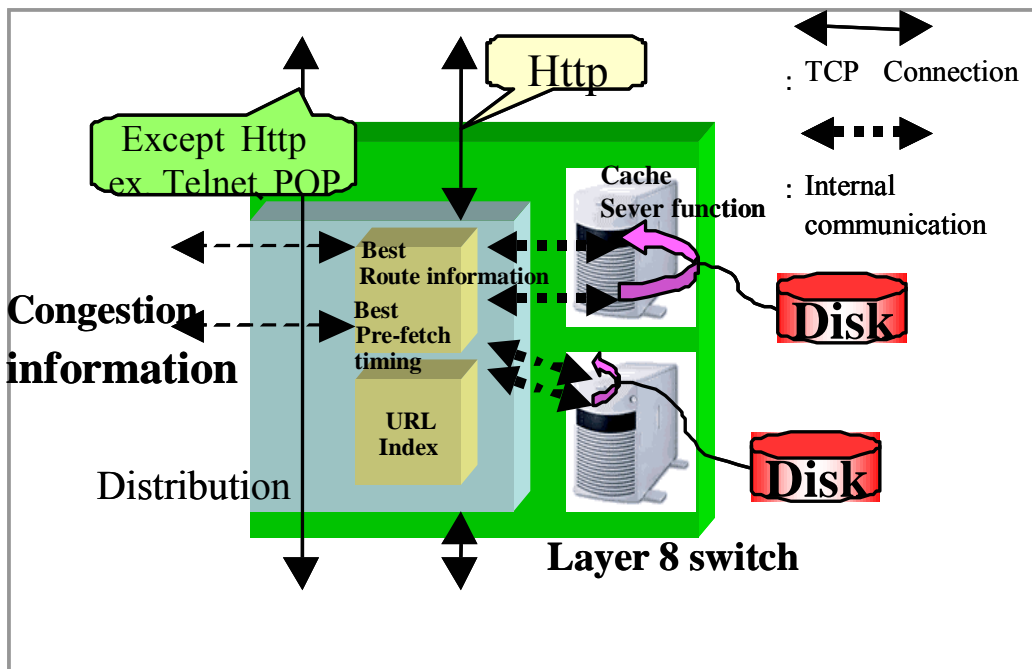 Http
: TCP Connection
Except Http
ex. Telnet, POP
Cache
Sever function
: Internal
communication
Best
Route information
Best
Pre-fetch
timing
Congestion
information
Disk
URL
Index
Disk
Distribution
Layer 8 switch